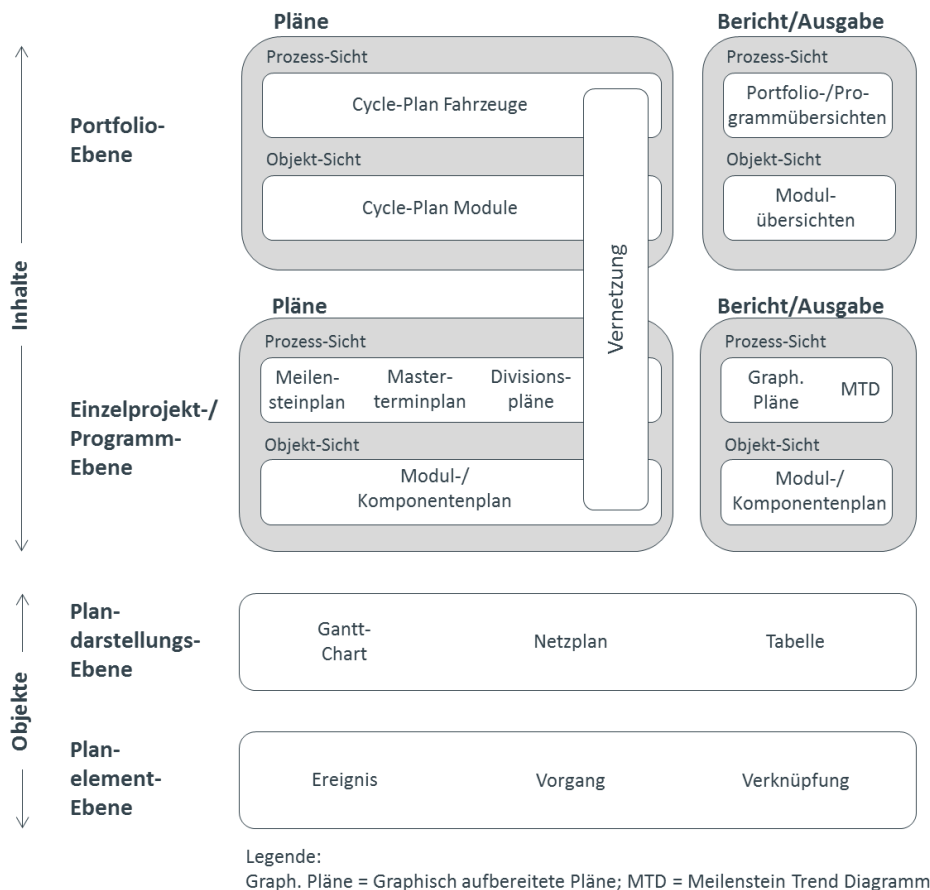 Pläne
Bericht/Ausgabe
Inhalte
Portfolio-
Ebene
Prozess-Sicht
Cycle-Plan Fahrzeuge
Objekt-Sicht
Cycle-Plan Module
Vernetzung
Prozess-Sicht
Portfolio-/Pro-
grammübersichten
Objekt-Sicht
Modul-
übersichten
Pläne
Bericht/Ausgabe
Einzelprojekt-/
Programm-
Ebene
Prozess-Sicht
Meilen-
steinplan
Master-
terminplan
Divisions-
pläne
Objekt-Sicht
Modul-/
Komponentenplan
Prozess-Sicht
Graph.
Pläne
MTD
Objekt-Sicht
Modul-/
Komponentenplan
Objekte
Plan-
darstellungs-
Ebene
Gantt-
Chart
Netzplan
Tabelle
Plan-
element-
Ebene
Ereignis
Vorgang
Verknüpfung
Legende:
Graph. Pläne = Graphisch aufbereitete Pläne; MTD = Meilenstein Trend Diagramm